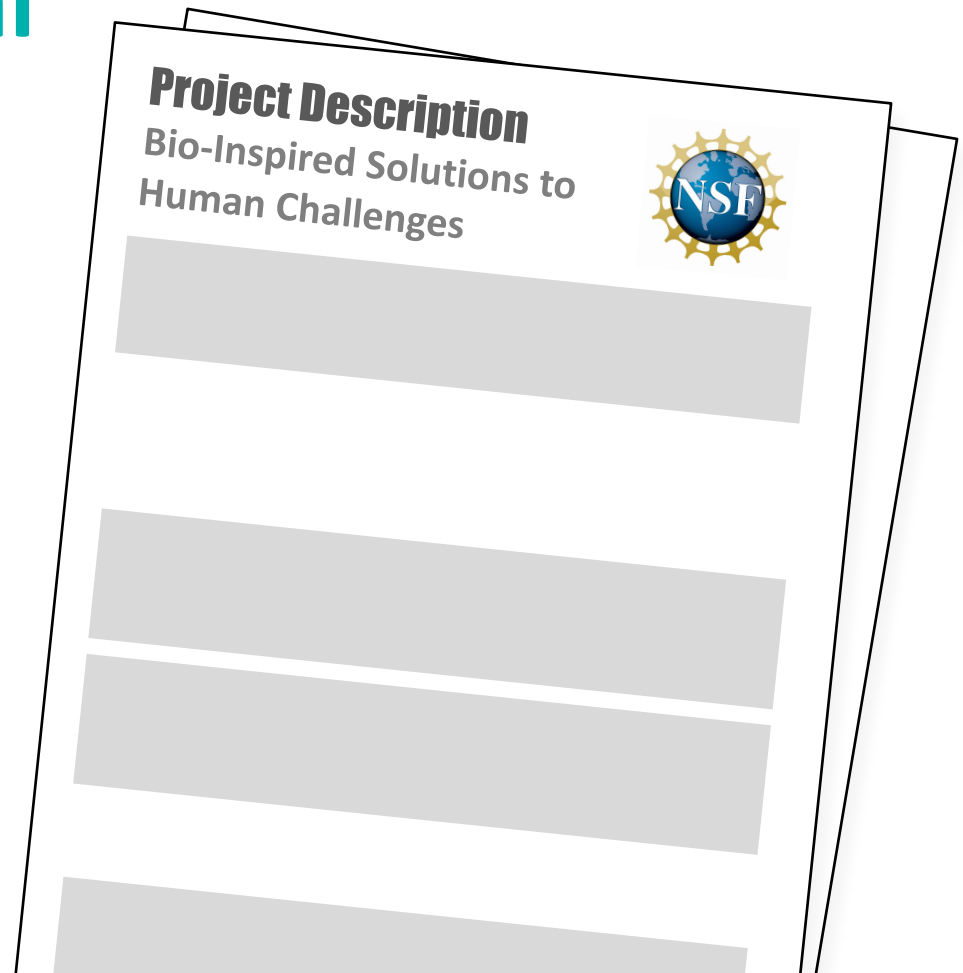 Project Description
Bio-Inspired Solutions to
Human Challenges
NSF